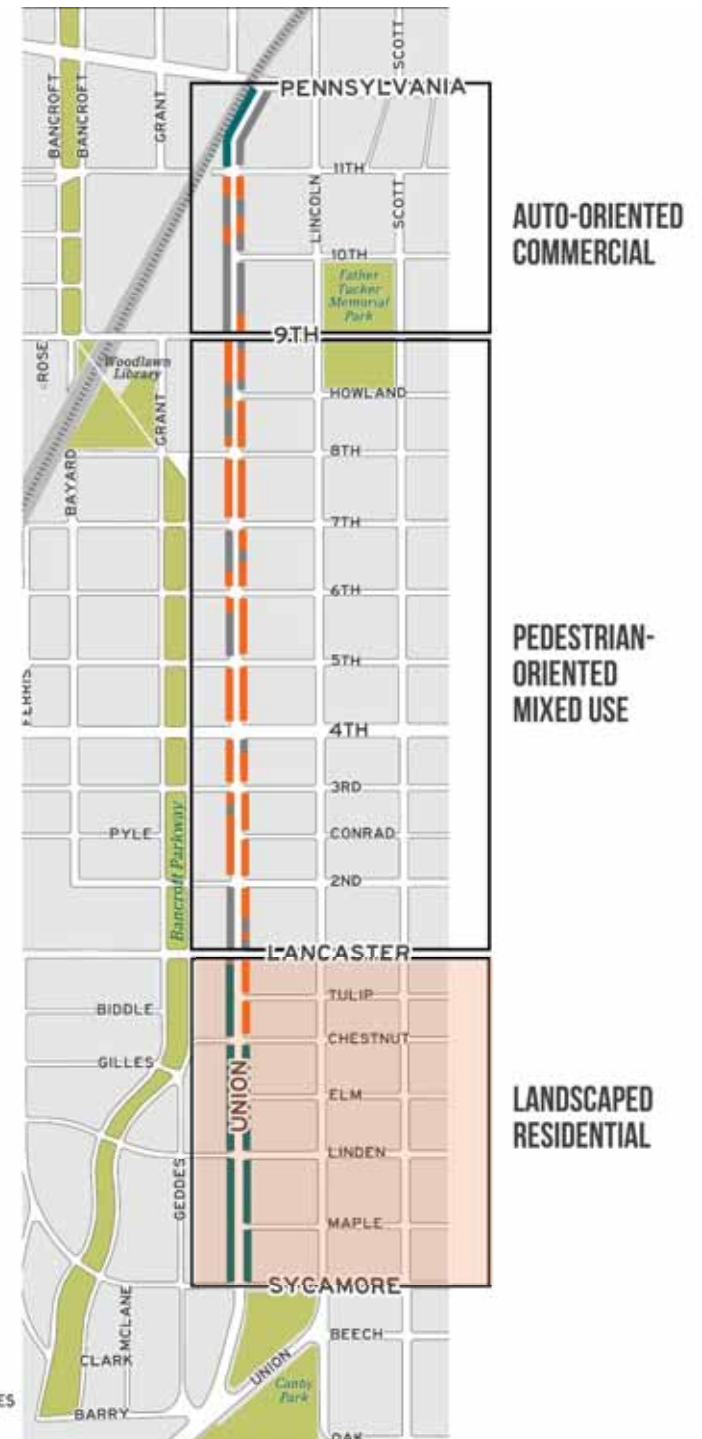 SCOTT
BANCROFT
BANCROFT
GRANT
PENNSYLVANIA
11TH
LINCOLN
SCOTT
AUTO-ORIENTED
COMMERCIAL
10TH
Father
Tucker
Memorial
Park
9TH
ROSE
Woodlawn
Library
HOWLAND
GRANT
8TH
BAYARD
7TH
6TH
PEDESTRIAN-
ORIENTED
MIXED USE
5TH
FERRIS
4TH
3RD
PYLE
CONRAD
Bancroft Parkway
2ND
LANCASTER
TULIP
BIDDLE
CHESTNUT
GILLES
UNION
ELM
LANDSCAPED
RESIDENTIAL
LINDEN
GEDDES
MAPLE
SYCAMORE
MCLANE
BEECH
CLARK
UNION
Canby
Park
ES
BARRY
OAK